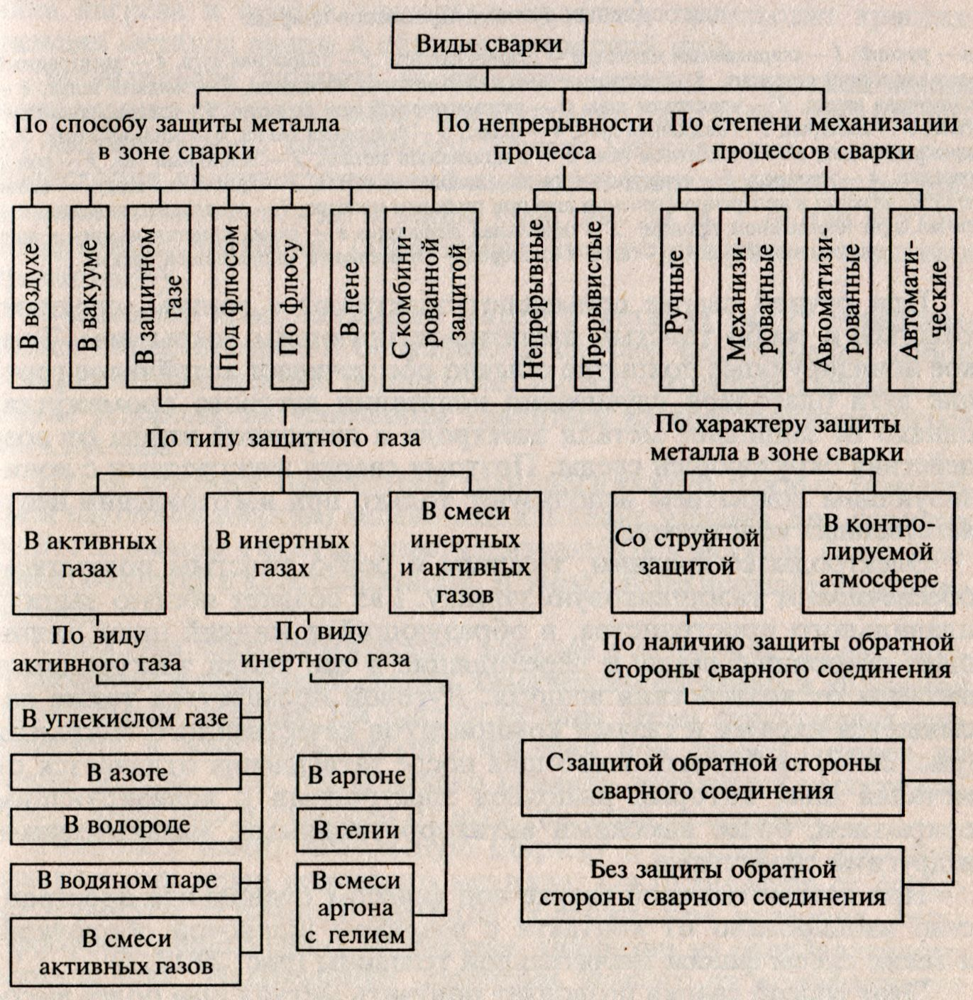 Виды сварки
По способу защиты металла
в зоне сварки
По непрерывности
процесса
По степени механизации
процессов сварки
В воздухе
В вакууме
В защитном
газе
Под флюсом
По флюсу
В пене
С комбини-
рованной
защитой
Непрерывные
Прерывистые
Ручные
Механизи-
рованные
Автоматизи-
рованные
Автомати-
ческие
По типу защитного газа
По характеру защиты
металла в зоне сварки
В активных
газах
В инертных
газах
В смеси
инертных
и активных
газов
Со струйной
защитой
В контро-
лируемой
атмосфере
По виду
активного газа
По виду
инертного газа
По наличию защиты обратной
стороны сварного соединения
В углекислом газе
В азоте
В водороде
В водяном паре
В смеси
активных газов
В аргоне
В гелии
В смеси
аргона
с гелием
С защитой обратной стороны
сварного соединения
Без защиты обратной
стороны сварного соединения